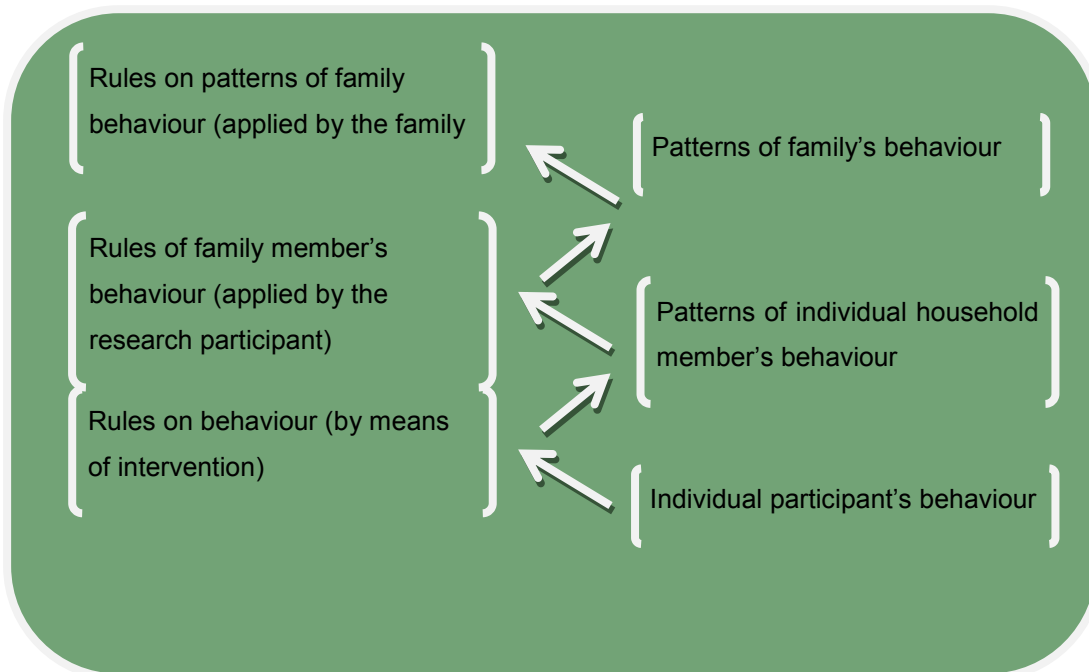 Rules on patterns of family
behaviour (applied by the family
Patterns of family’s behaviour
Rules of family member’s
behaviour (applied by the
research participant)
Patterns of individual household
member’s behaviour
Rules on behaviour (by means
of intervention)
Individual participant’s behaviour